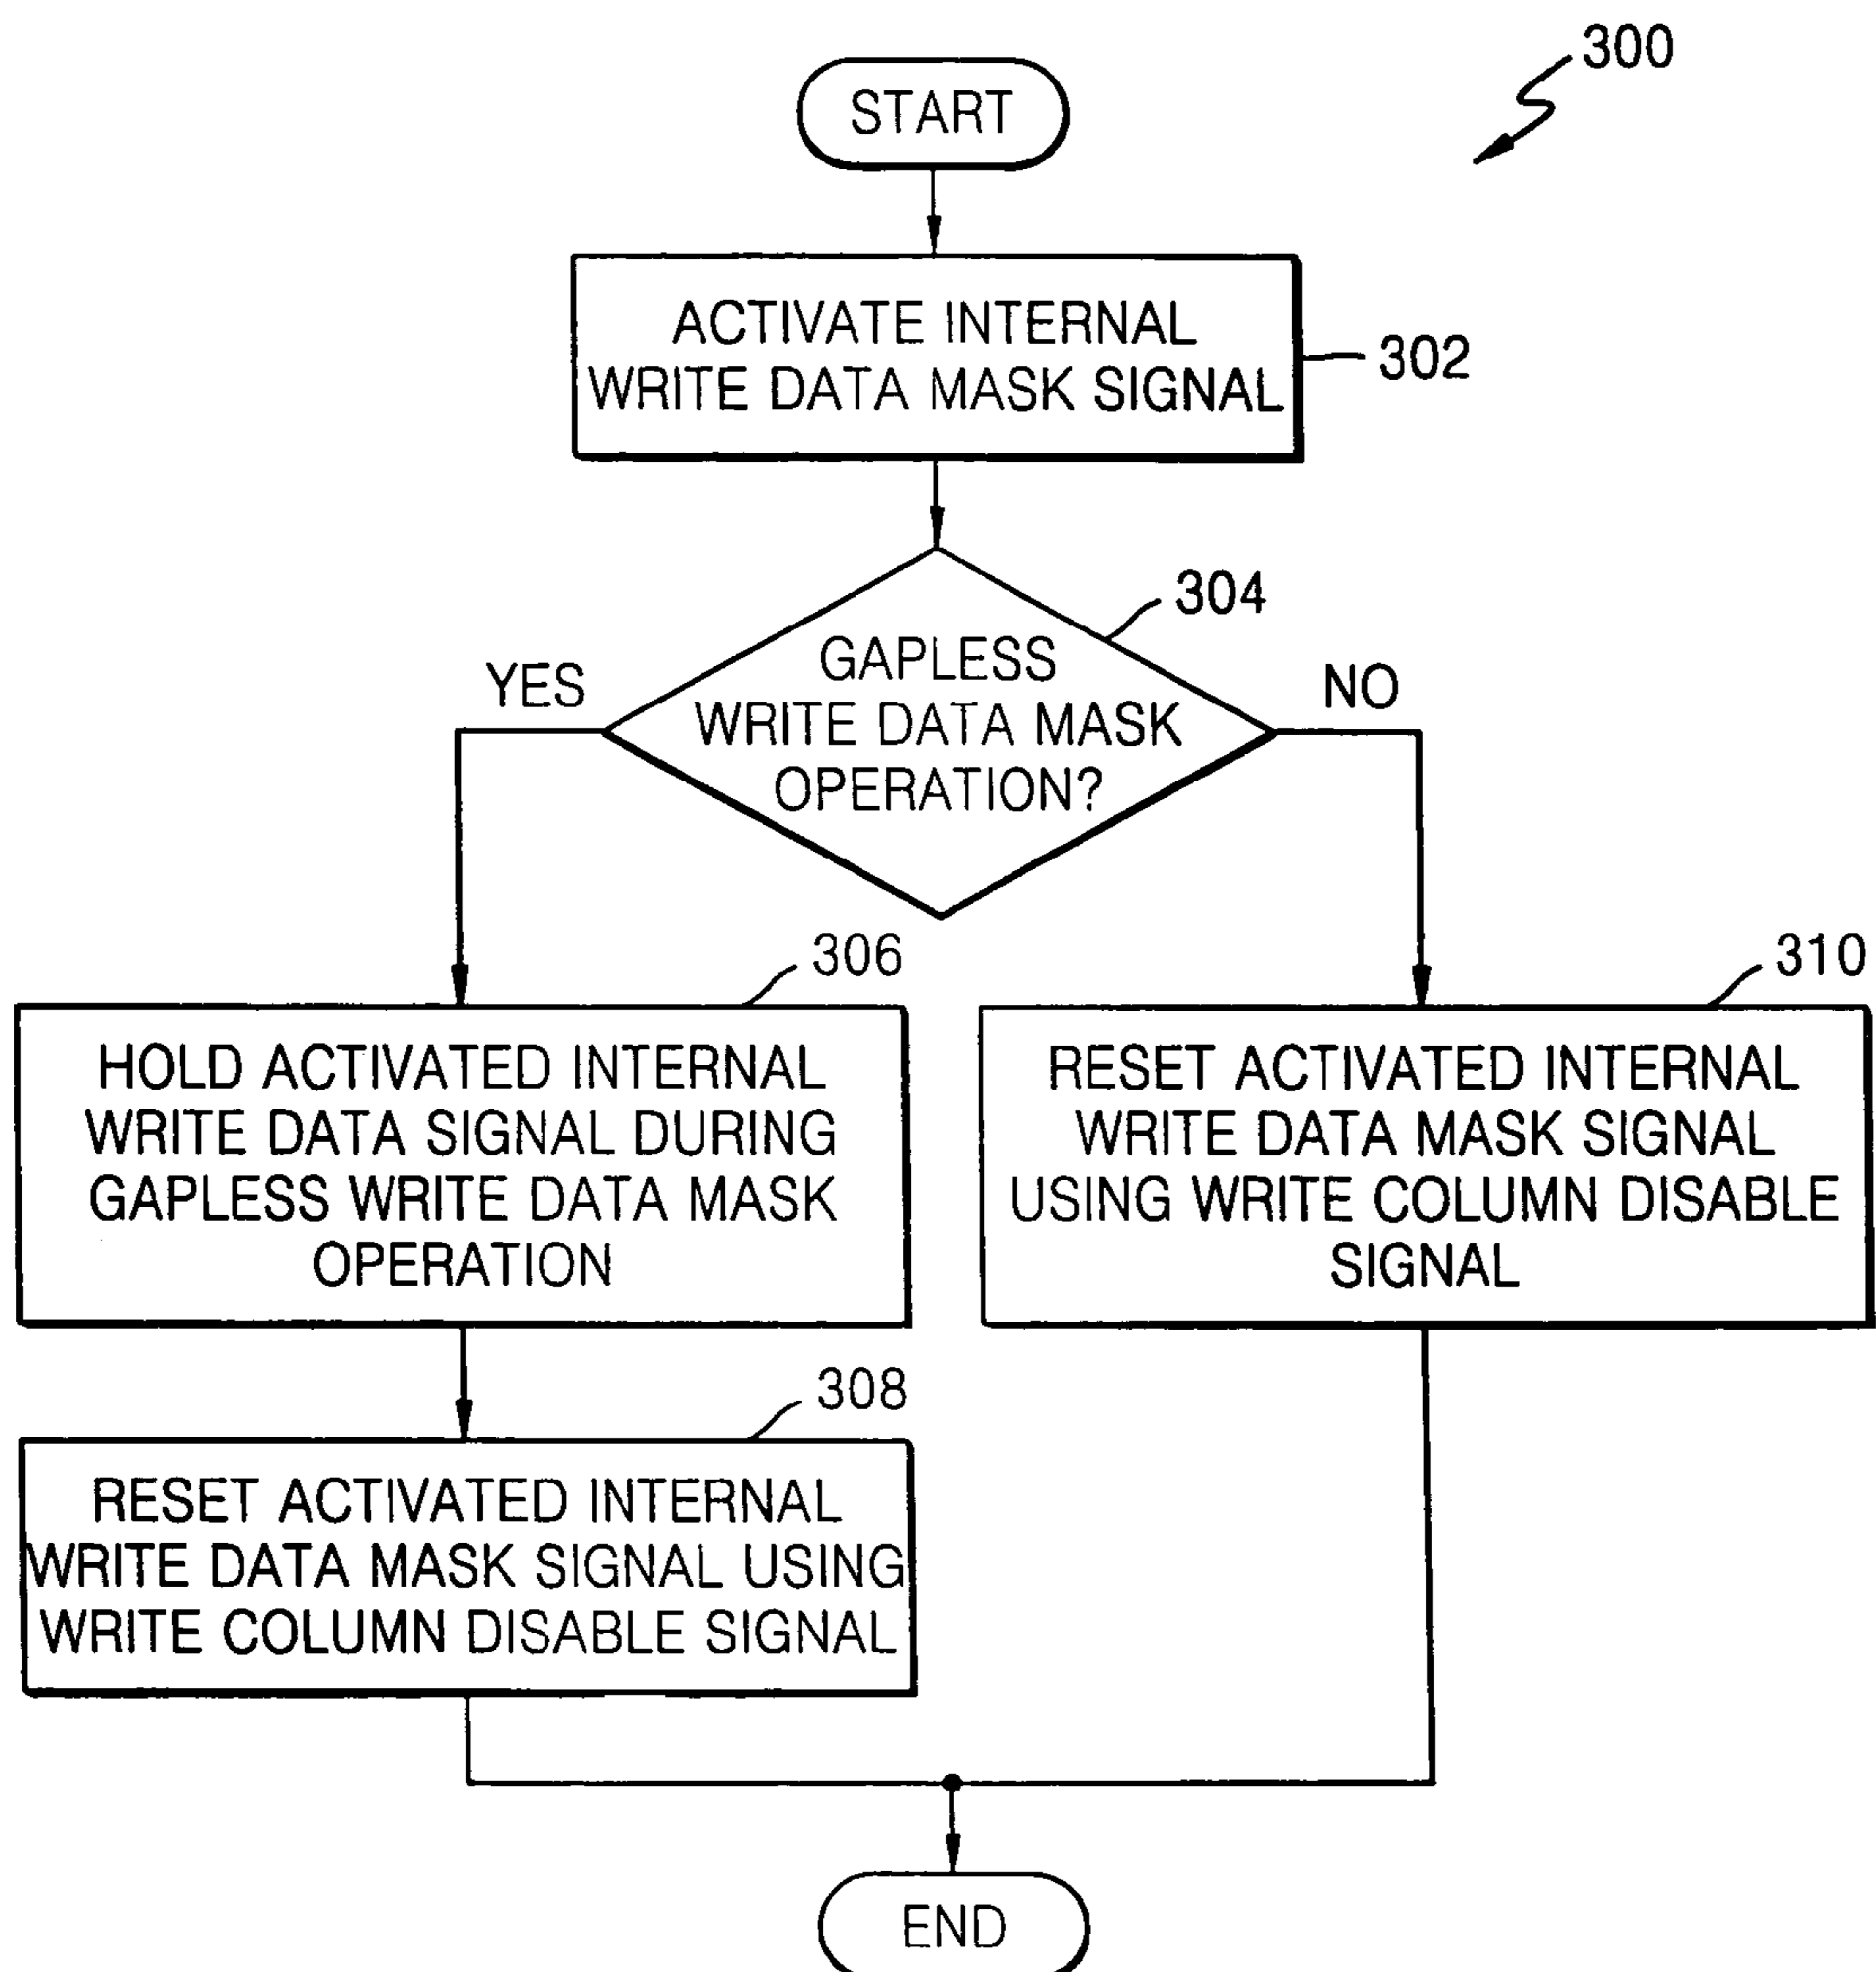 300
START
ACTIVATE INTERNAL
WRITE DATA MASK SIGNAL
302
304
GAPLESS
WRITE DATA MASK
OPERATION?
YES
NO
306
HOLD ACTIVATED INTERNAL
WRITE DATA SIGNAL DURING
GAPLESS WRITE DATA MASK
OPERATION
310
RESET ACTIVATED INTERNAL
WRITE DATA MASK SIGNAL
USING WRITE COLUMN DISABLE
SIGNAL
308
RESET ACTIVATED INTERNAL
WRITE DATA MASK SIGNAL USING
WRITE COLUMN DISABLE SIGNAL
END